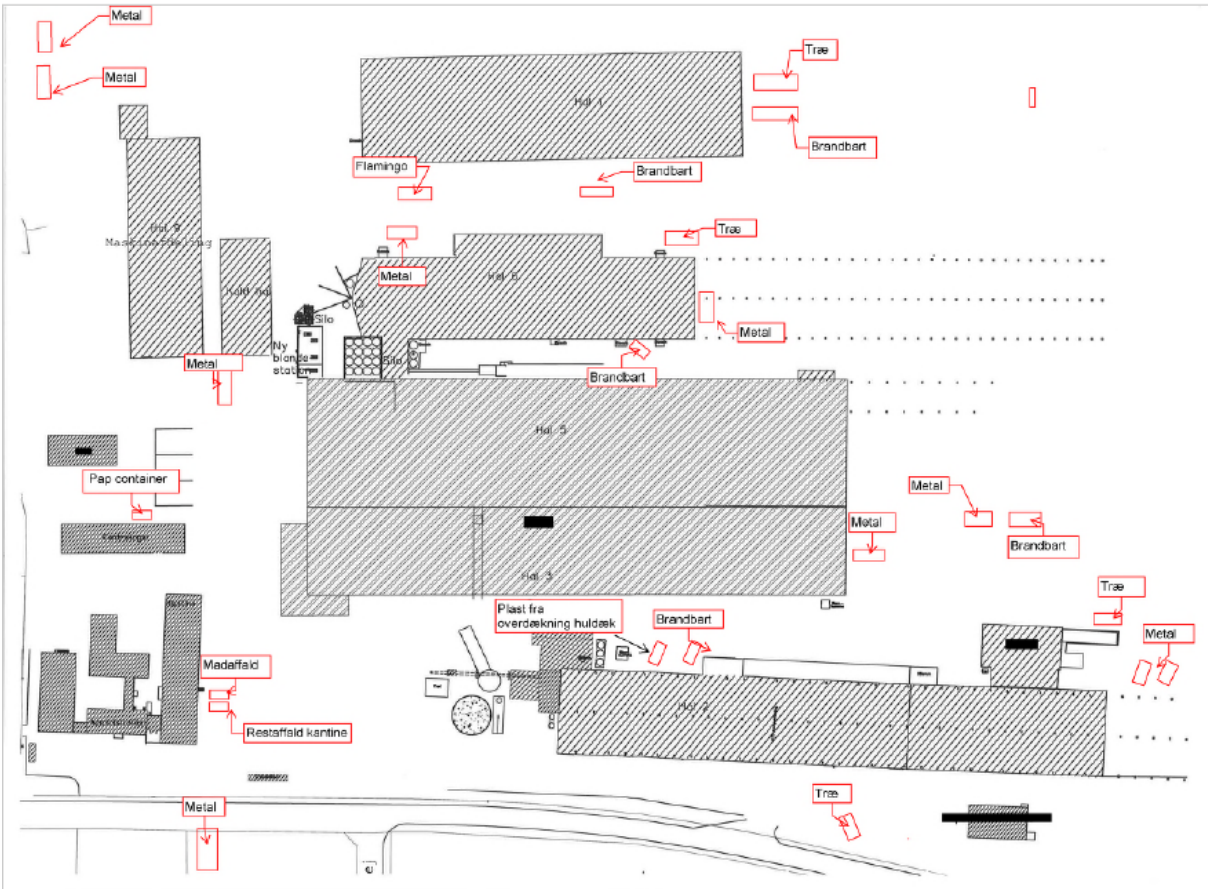 Metal
Metal
Træ
Hal 1
Brandbart
Flamingo
Brandbart
Træ
Hal 9
Maskinafdeling
Metal
Hal 6
Kold hal
Silo
Metal
Ny
blande
station
Silo
Metal
Brandbart
Hal 5
Pap container
Metal
Metal
Brandbart
Hal 3
Træ
Plast fra
overdækning huldæk
Brandbart
Metal
Madaffald
Restaffald kantine
Hal 2
Træ
Metal